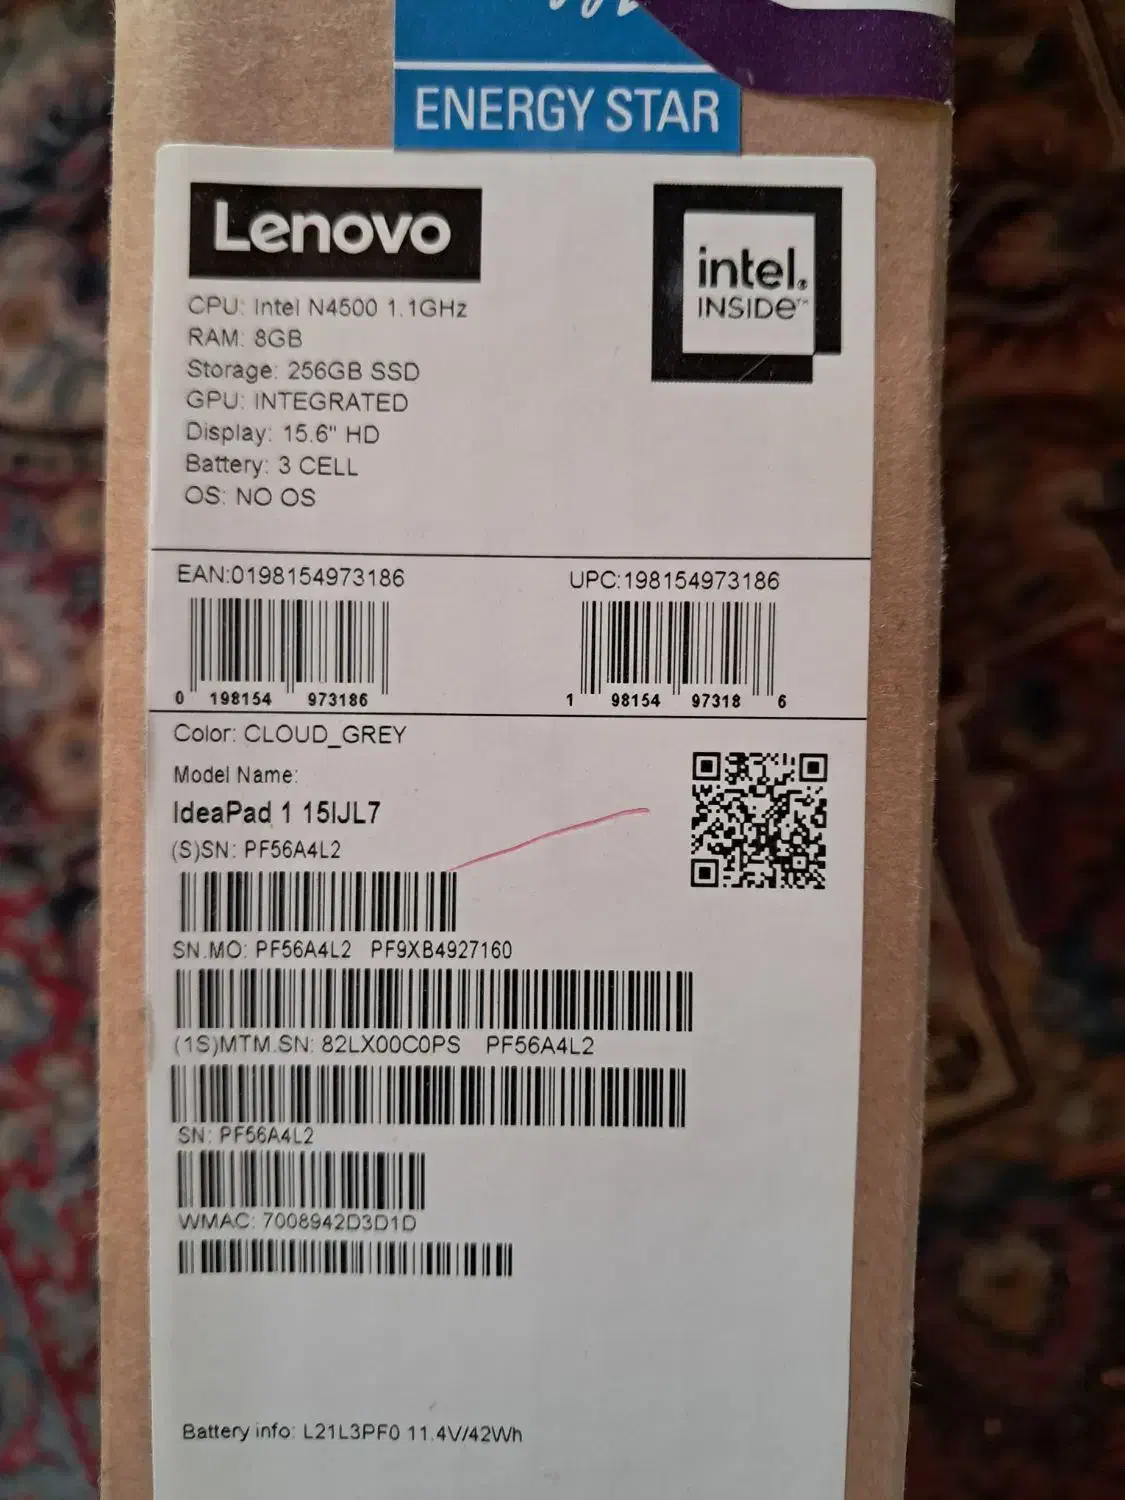 ENERGY STAR
Lenovo
intel.
INSIDE™
CPU: Intel N4500 1.1GHz
RAM: 8GB
Storage: 256GB SSD
GPU: INTEGRATED
Display: 15.6" HD
Battery: 3 CELL
OS: NO OS
EAN:0198154973186
UPC:198154973186
0 198154 973186
1 98154 97318 6
Color: CLOUD_GREY
Model Name:
IdeaPad 1 15IJL7
(S)SN: PF56A4L2
SN.MO: PF56A4L2 PF9XB4927160
(1S)MTM.SN: 82LX00C0PS PF56A4L2
SN: PF56A4L2
WMAC: 7008942D3D1D
Battery info: L21L3PF0 11.4V/42Wh